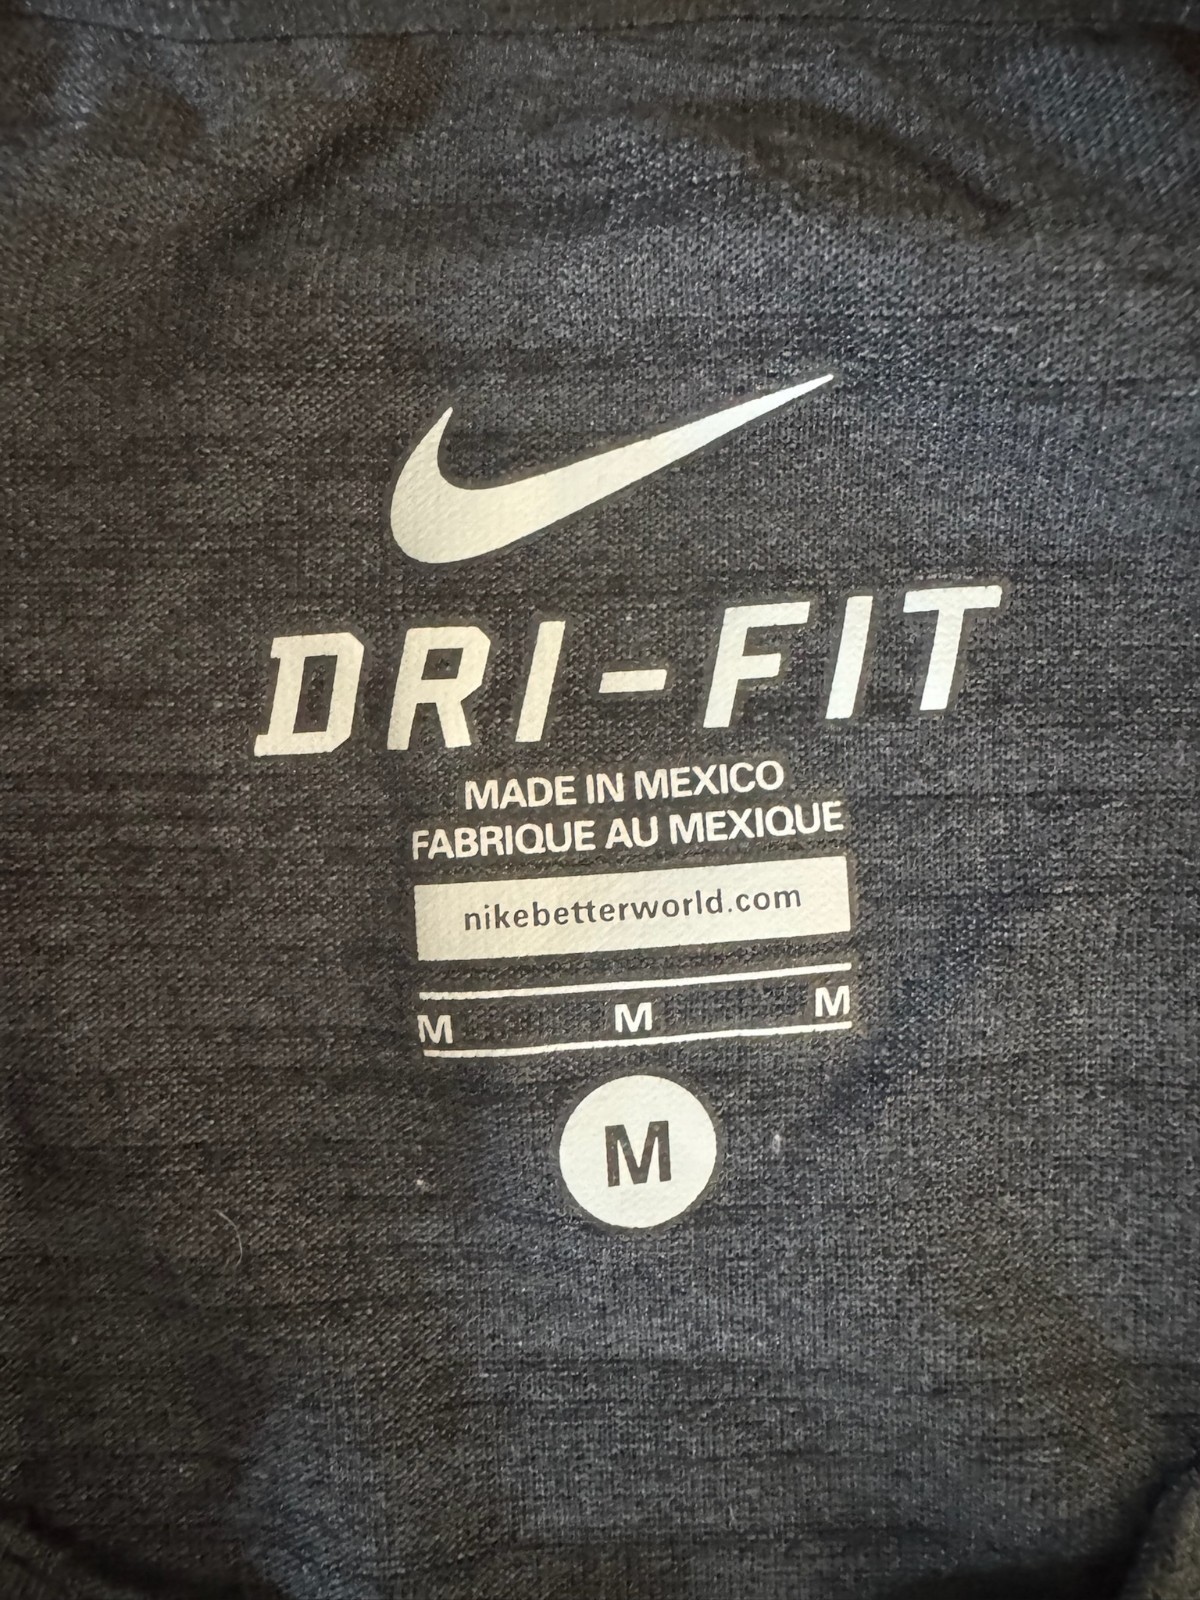 DRI-FIT
MADE IN MEXICO
FABRIQUE AU MEXIQUE
nikebetterworld.com
M M M
M